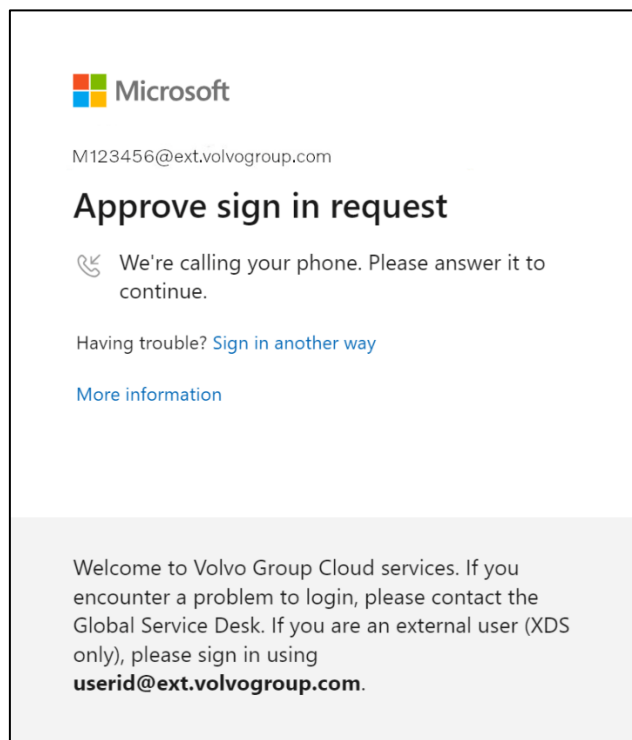 Microsoft
M123456@ext.volvogroup.com
Approve sign in request
We're calling your phone. Please answer it to
continue.
Having trouble? Sign in another way
More information
Welcome to Volvo Group Cloud services. If you
encounter a problem to login, please contact the
Global Service Desk. If you are an external user (XDS
only), please sign in using
userid@ext.volvogroup.com.